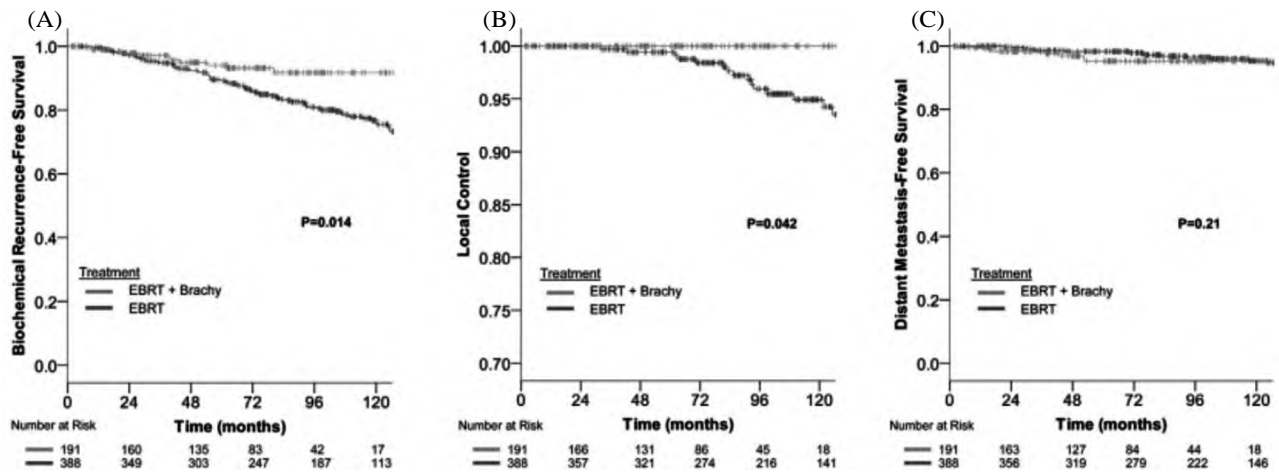 (A)
Biochemical Recurrence-Free Survival
1.0
0.8
0.6
0.4
0.2
0.0
P=0.014
Treatment
EBRT + Brachy
EBRT
0 24 48 72 96 120
Number at Risk Time (months)
191 160 135 83 42 17
388 349 303 247 187 113
(B)
Local Control
1.00
0.95
0.90
0.85
0.80
0.75
0.70
P=0.042
Treatment
EBRT + Brachy
EBRT
0 24 48 72 96 120
Number at Risk Time (months)
191 166 131 86 45 18
388 357 321 274 216 141
(C)
Distant Metastasis-Free Survival
1.0
0.8
0.6
0.4
0.2
0.0
P=0.21
Treatment
EBRT + Brachy
EBRT
0 24 48 72 96 120
Number at Risk Time (months)
191 163 127 84 44 18
388 356 319 279 222 146